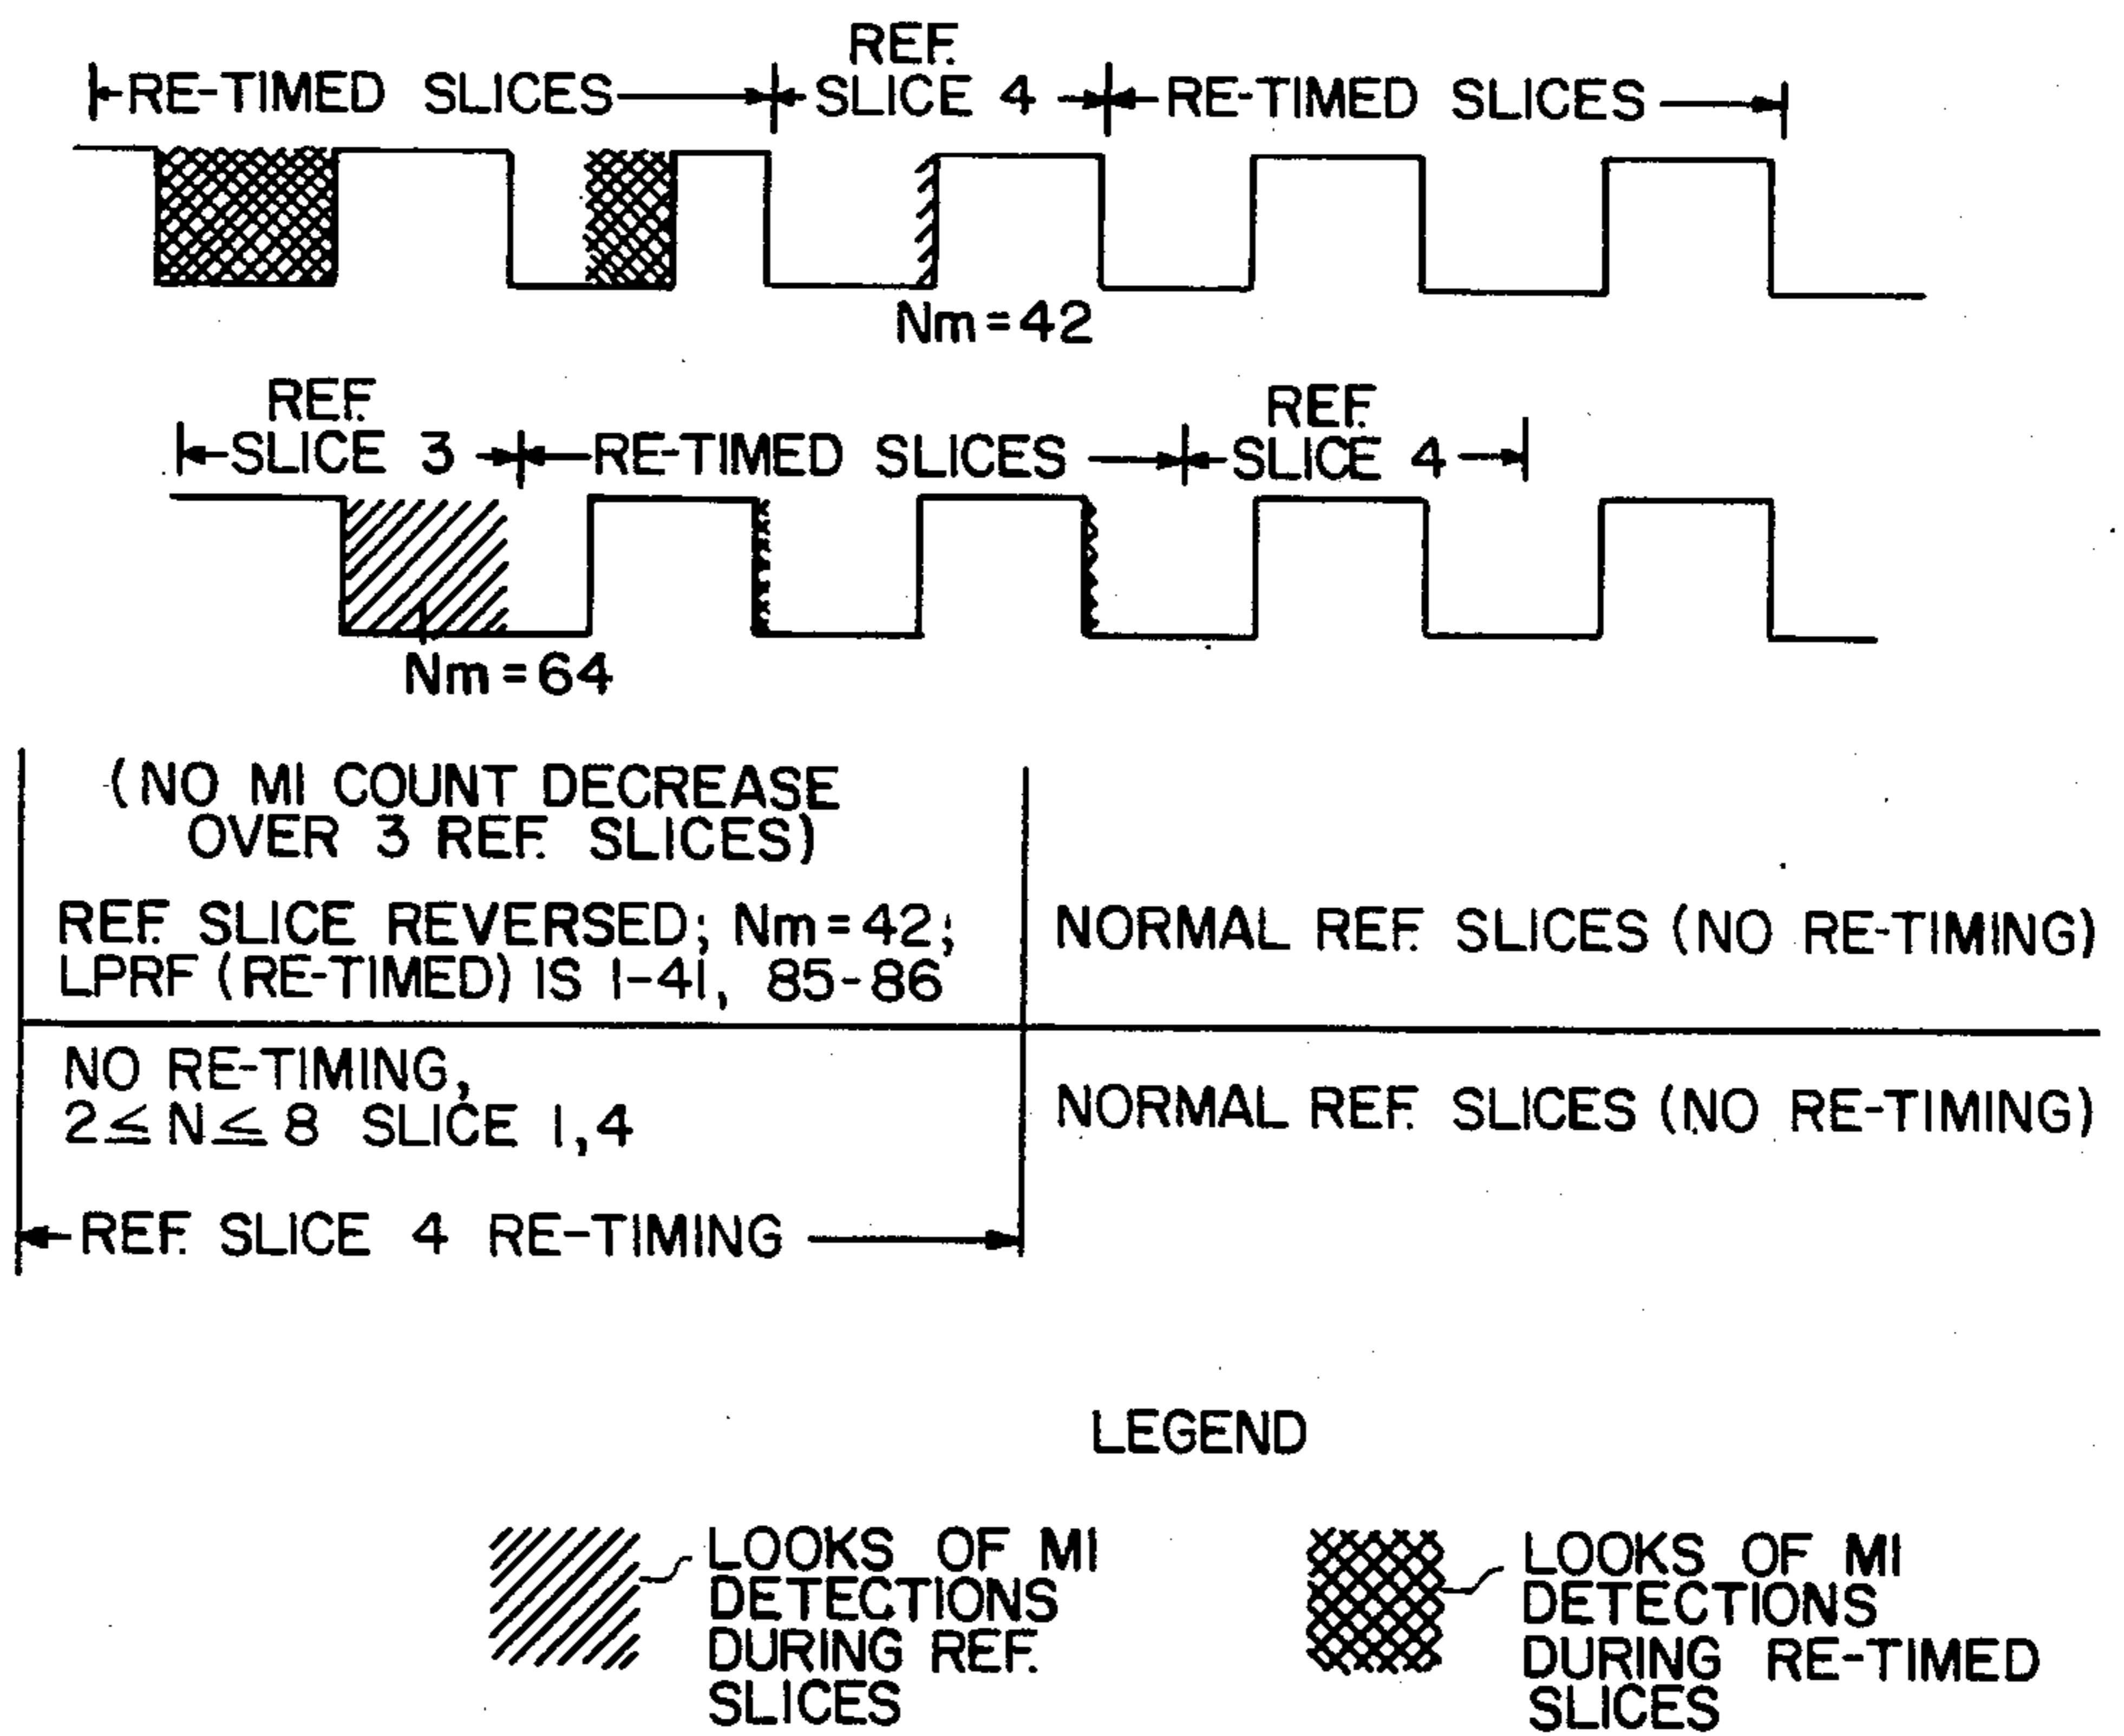 RE-TIMED SLICES
REF.
SLICE 4
RE-TIMED SLICES
Nm=42
REF.
SLICE 3
RE-TIMED SLICES
REF.
SLICE 4
Nm=64
(NO MI COUNT DECREASE
OVER 3 REF. SLICES)
REF. SLICE REVERSED; Nm=42;
LPRF (RE-TIMED) IS 1-41, 85-86
NORMAL REF. SLICES (NO RE-TIMING)
NO RE-TIMING,
2≤N≤8 SLICE 1,4
NORMAL REF. SLICES (NO RE-TIMING)
REF. SLICE 4 RE-TIMING
LEGEND
LOOKS OF MI
DETECTIONS
DURING REF.
SLICES
LOOKS OF MI
DETECTIONS
DURING RE-TIMED
SLICES